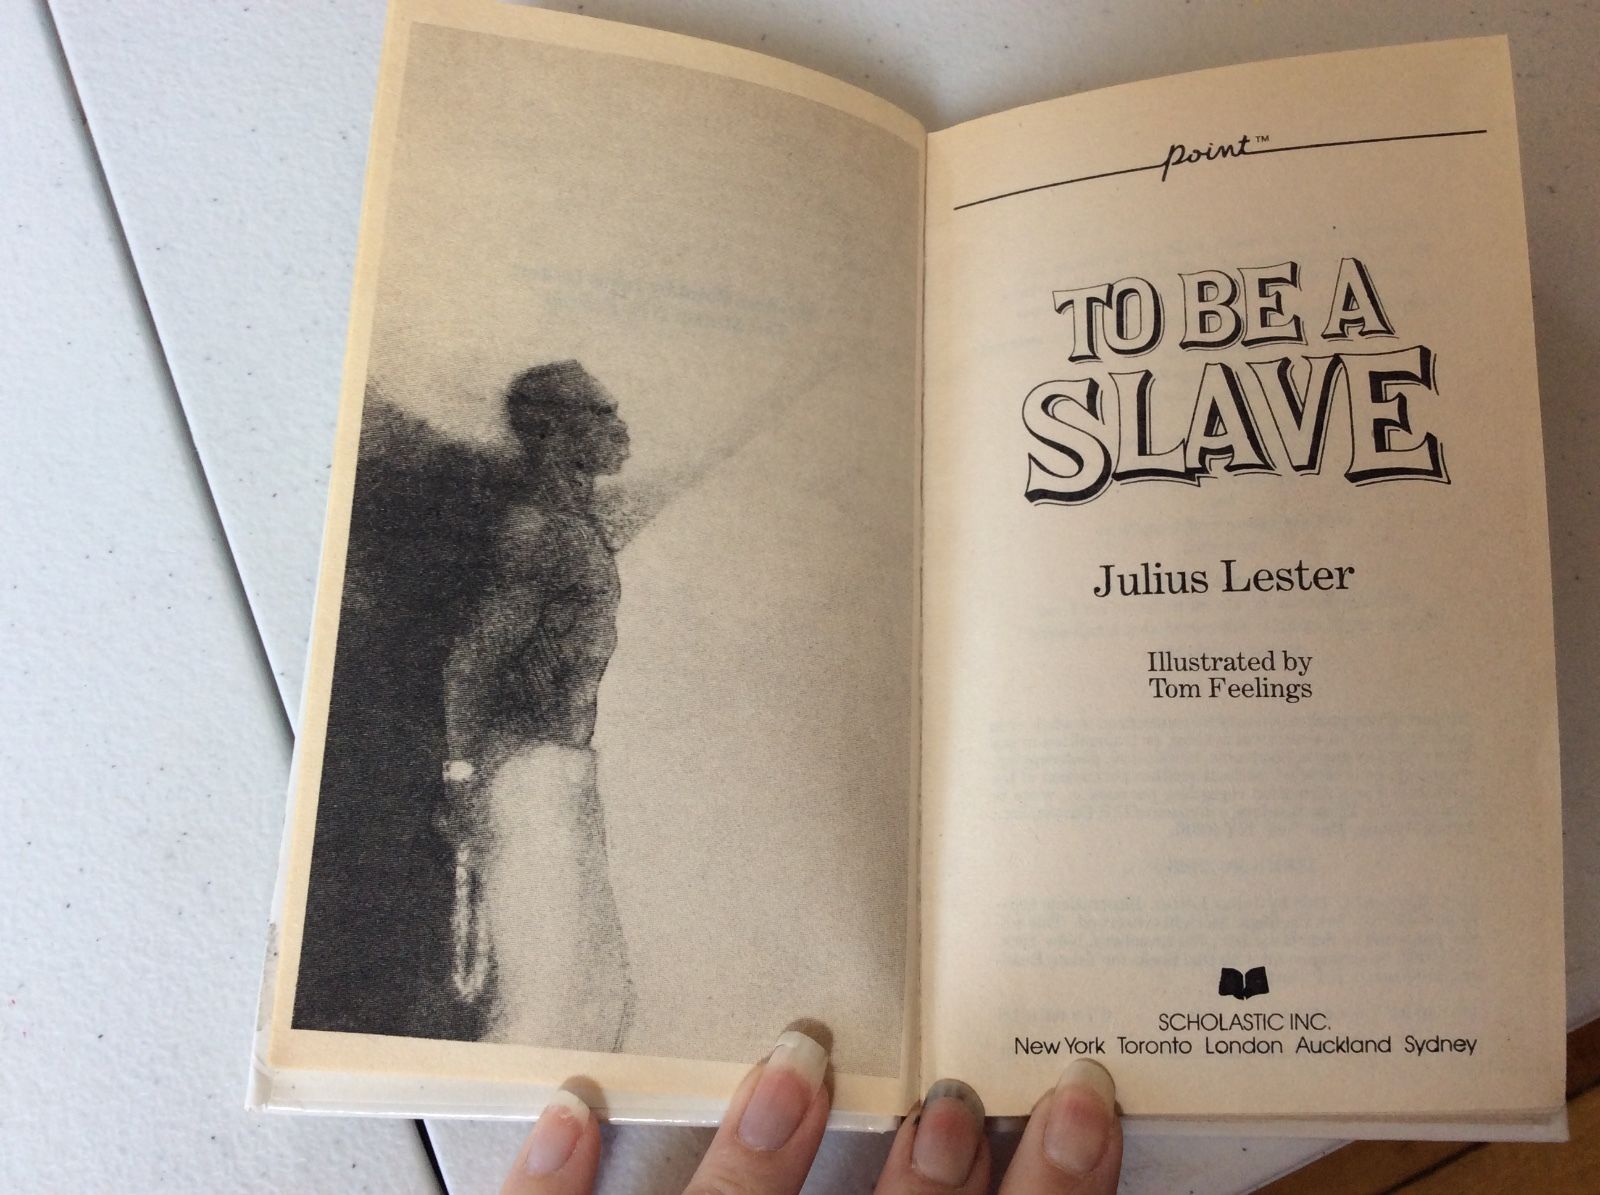 point™
TO BE A
SLAVE
Julius Lester
Illustrated by
Tom Feelings
SCHOLASTIC INC.
New York Toronto London Auckland Sydney